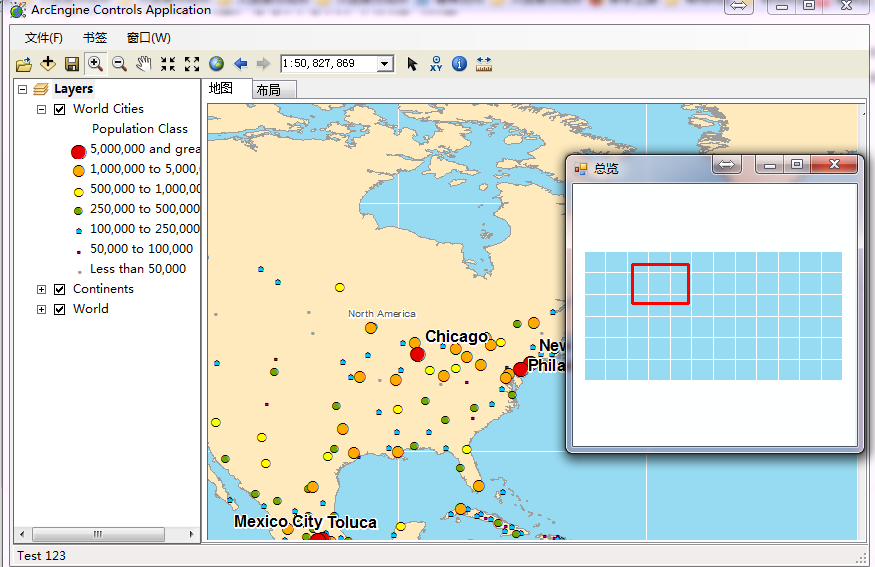 ArcEngine Controls Application
文件(F) 书签 窗口(W)
1:50,827,869
Layers
World Cities
Population Class
5,000,000 and grea
1,000,000 to 5,000,
500,000 to 1,000,0
250,000 to 500,000
100,000 to 250,000
50,000 to 100,000
Less than 50,000
Continents
World
地图 布局
North America
Chicago
New
Phila
Mexico City Toluca
总览
Test 123